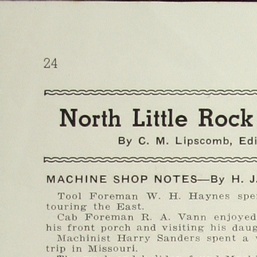 24
North Little Rock
By C. M. Lipscomb, Edi
MACHINE SHOP NOTES—By H. J.
Tool Foreman W. H. Haynes spe
touring the East.
Cab Foreman R. A. Vann enjoyed
his front porch and visiting his daug
Machinist Harry Sanders spent a
trip in Missouri.